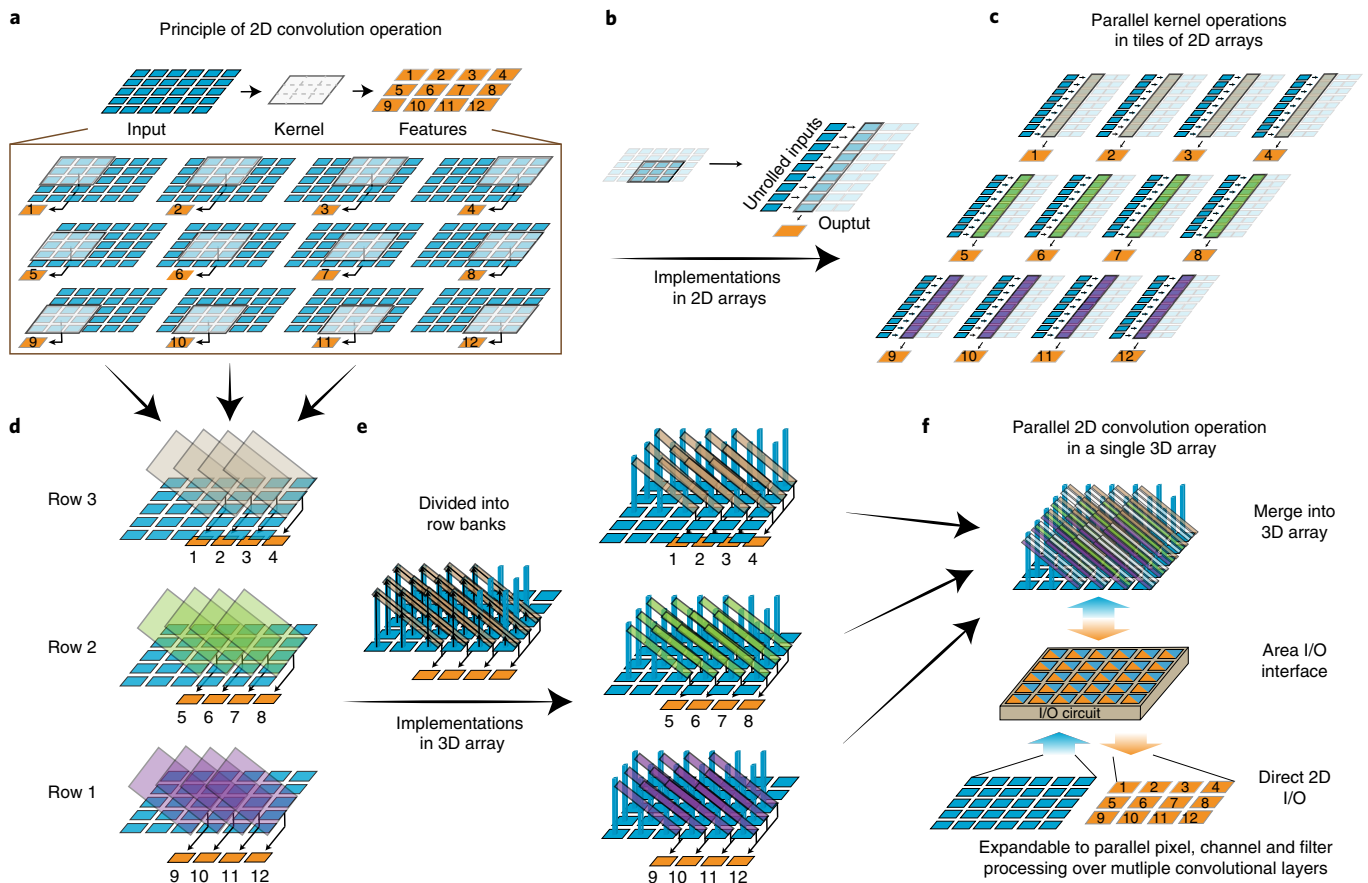 a
Principle of 2D convolution operation
1 2 3 4
5 6 7 8
9 10 11 12
Input
Kernel
Features
1 2 3 4
5 6 7 8
9 10 11 12
b
Unrolled inputs
Ouptut
Implementations
in 2D arrays
c
Parallel kernel operations
in tiles of 2D arrays
1 2 3 4
5 6 7 8
9 10 11 12
d
Row 3
1 2 3 4
Row 2
5 6 7 8
Row 1
9 10 11 12
e
Divided into
row banks
Implementations
in 3D array
1 2 3 4
5 6 7 8
9 10 11 12
f
Parallel 2D convolution operation
in a single 3D array
Merge into
3D array
Area I/O
interface
I/O circuit
Direct 2D
I/O
1 2 3 4
5 6 7 8
9 10 11 12
Expandable to parallel pixel, channel and filter
processing over mutliple convolutional layers